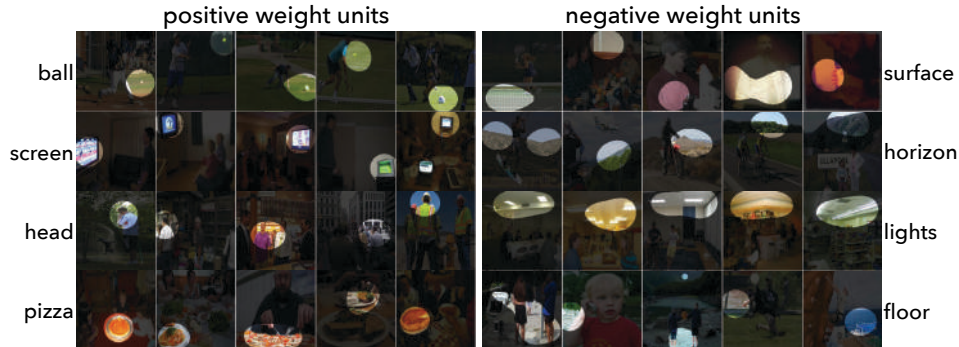 positive weight units
negative weight units
ball
surface
screen
horizon
head
lights
pizza
floor